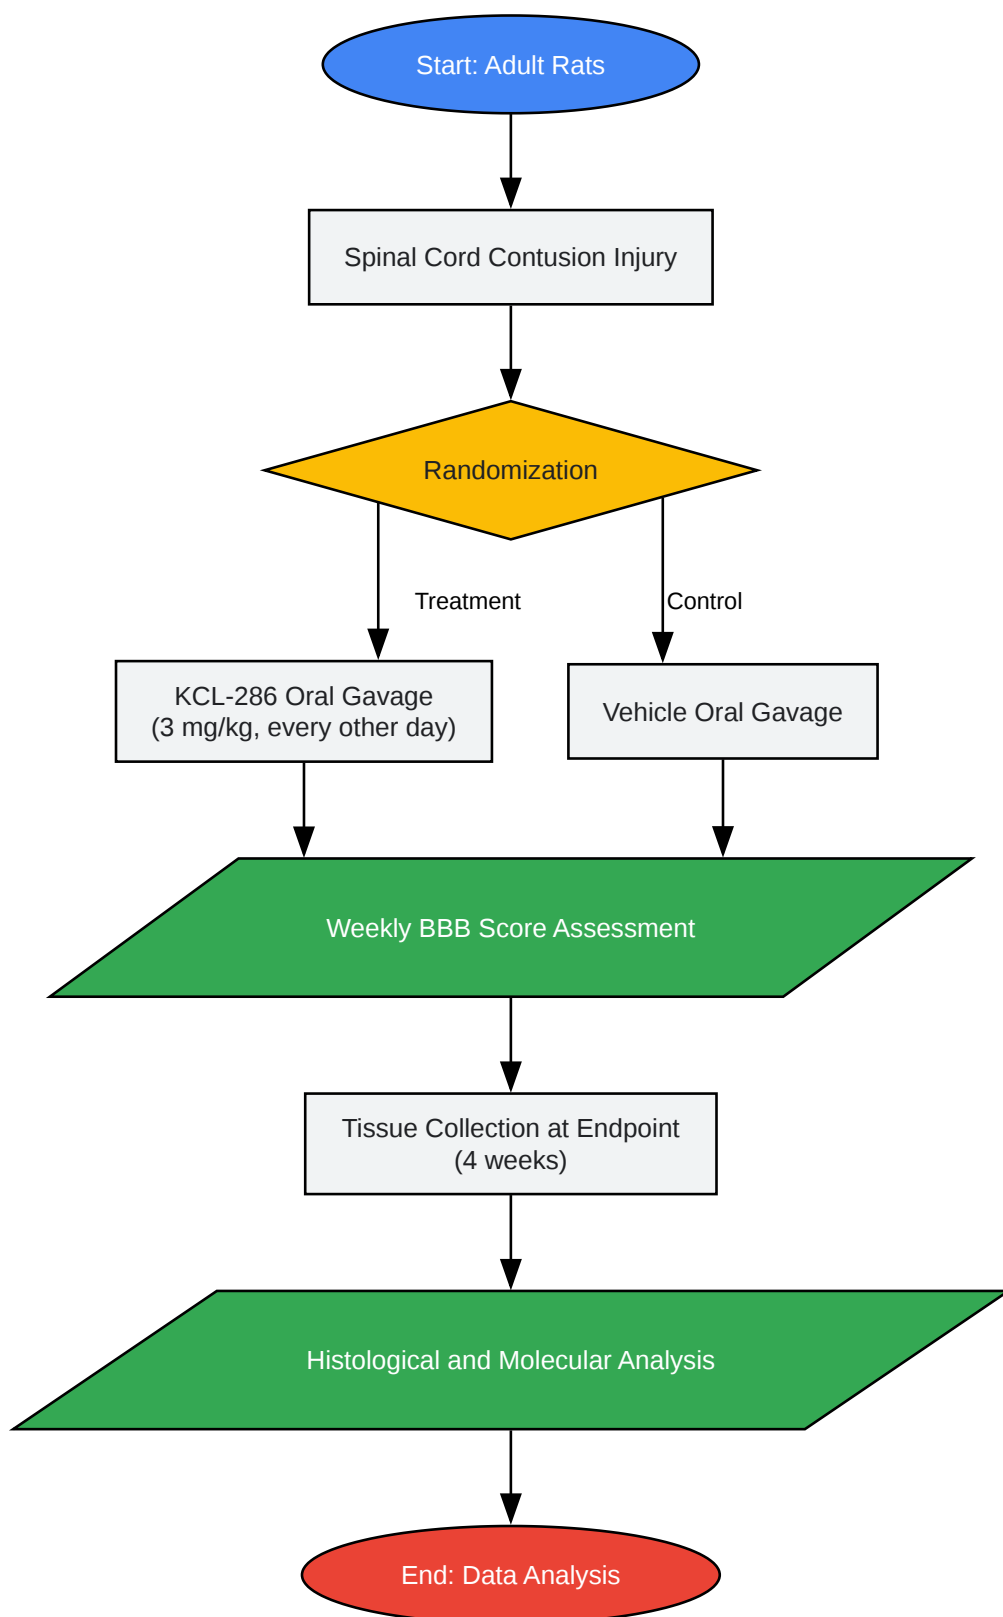 Start: Adult Rats
Spinal Cord Contusion Injury
Randomization
Treatment
Control
KCL-286 Oral Gavage
(3 mg/kg, every other day)
Vehicle Oral Gavage
Weekly BBB Score Assessment
Tissue Collection at Endpoint
(4 weeks)
Histological and Molecular Analysis
End: Data Analysis